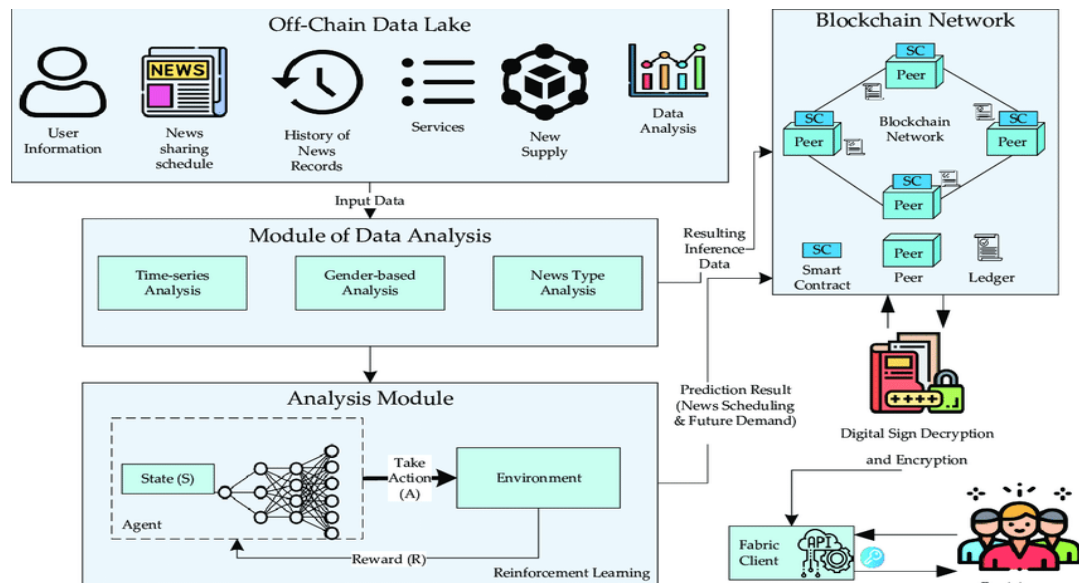 Off-Chain Data Lake
NEWS
User
Information
News
sharing
schedule
History of
News
Records
Services
New
Supply
Data
Analysis
Input Data
Module of Data Analysis
Time-series
Analysis
Gender-based
Analysis
News Type
Analysis
Resulting
Inference
Data
Analysis Module
State (S)
Agent
Take
Action
(A)
Environment
Reward (R)
Reinforcement Learning
Prediction Result
(News Scheduling
& Future Demand)
Blockchain Network
SC
Peer
SC
Peer
Blockchain
Network
SC
Peer
SC
Peer
SC
Smart
Contract
Peer
Ledger
++++
Digital Sign Decryption
and Encryption
Fabric
Client
API